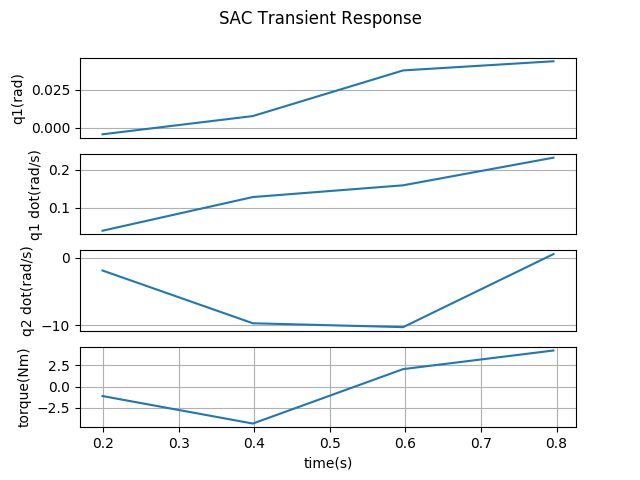 SAC Transient Response
q1(rad)
0.025
0.000
q1 dot(rad/s)
0.2
0.1
q2 dot(rad/s)
0
−10
torque(Nm)
2.5
0.0
−2.5
0.2 0.3 0.4 0.5 0.6 0.7 0.8
time(s)